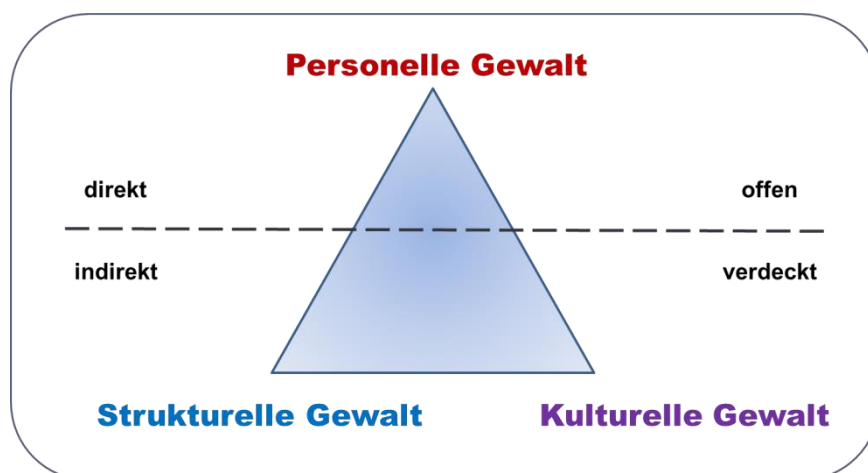 Personelle Gewalt
direkt
offen
indirekt
verdeckt
Strukturelle Gewalt
Kulturelle Gewalt